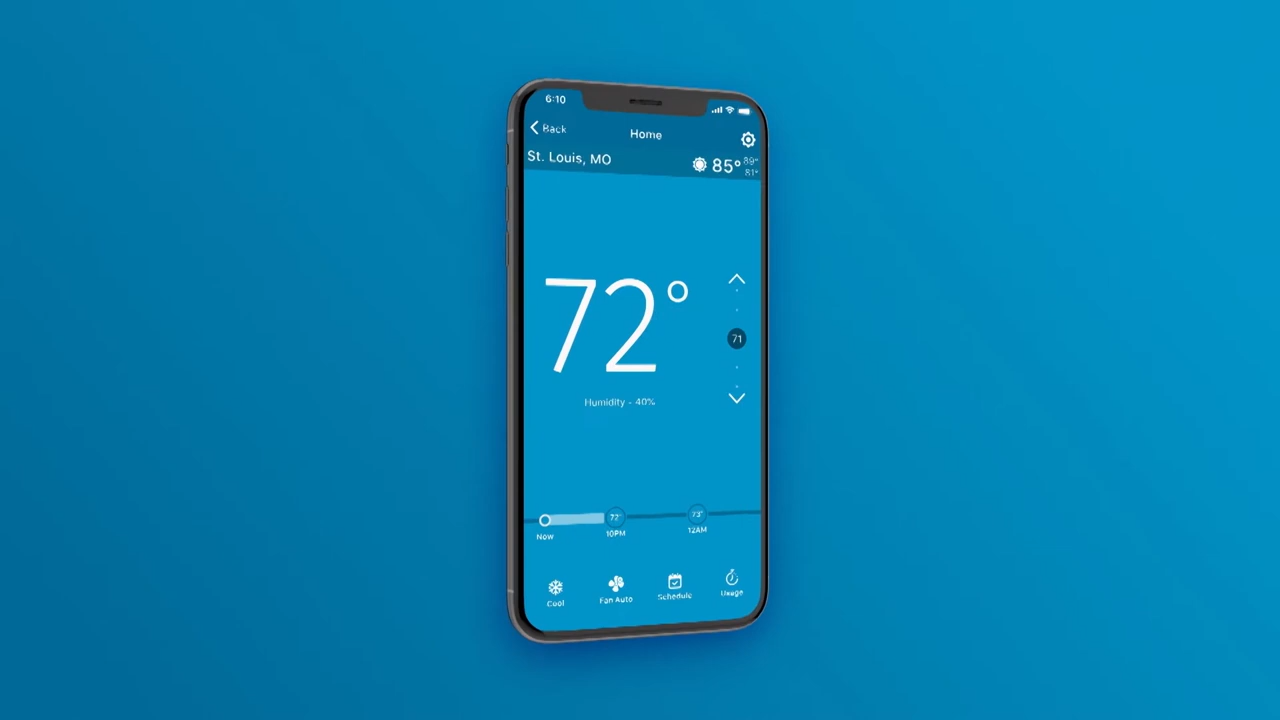 6:10
Back
Home
St. Louis, MO
85° 89°
81°
72°
71
Humidity - 40%
72° 73°
Now 10PM 12AM
Cool Fan Auto Schedule Usage